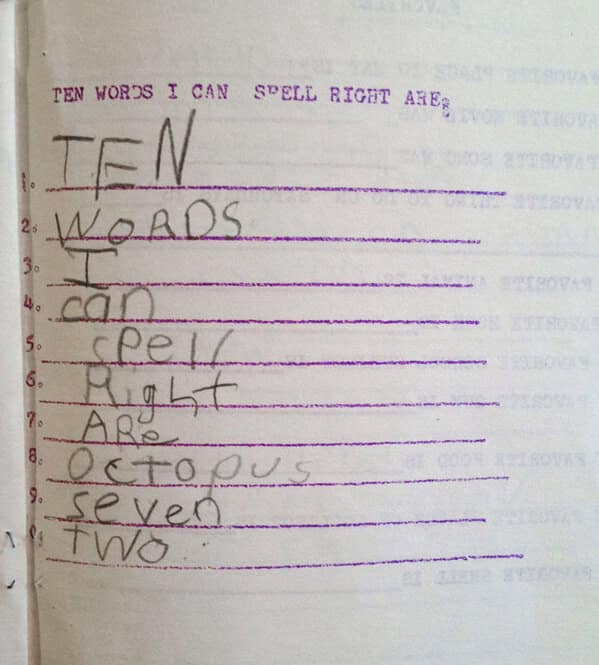 TEN WORDS I CAN SPELL RIGHT ARE:
1. TEN
2. WORDS
3. I
4. can
5. spell
6. Right
7. ARe
8. octopus
9. seven
two